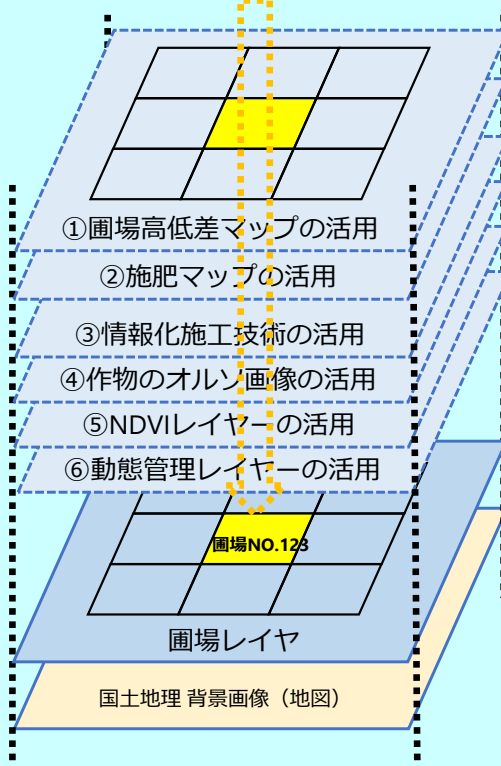 ①圃場高低差マップの活用
②施肥マップの活用
③情報化施工技術の活用
④作物のオルソ画像の活用
⑤NDVIレイヤーの活用
⑥動態管理レイヤーの活用
圃場NO.123
圃場レイヤ
国土地理 背景画像（地図）